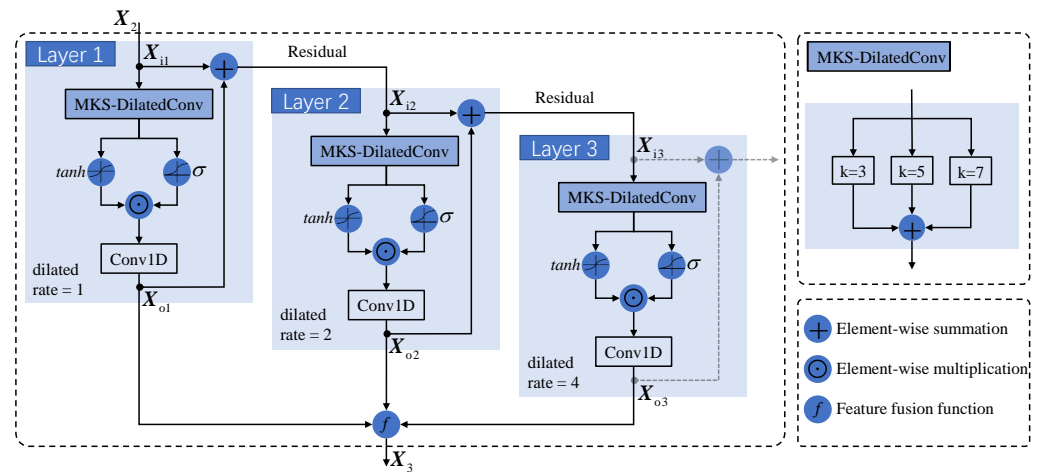 X2
Layer 1
Xi1
Residual
MKS-DilatedConv
tanh
σ
Conv1D
dilated
rate = 1
Xo1
Layer 2
Xi2
Residual
MKS-DilatedConv
tanh
σ
Conv1D
dilated
rate = 2
Xo2
Layer 3
Xi3
MKS-DilatedConv
tanh
σ
Conv1D
dilated
rate = 4
Xo3
f
X3
MKS-DilatedConv
k=3
k=5
k=7
Element-wise summation
Element-wise multiplication
f
Feature fusion function